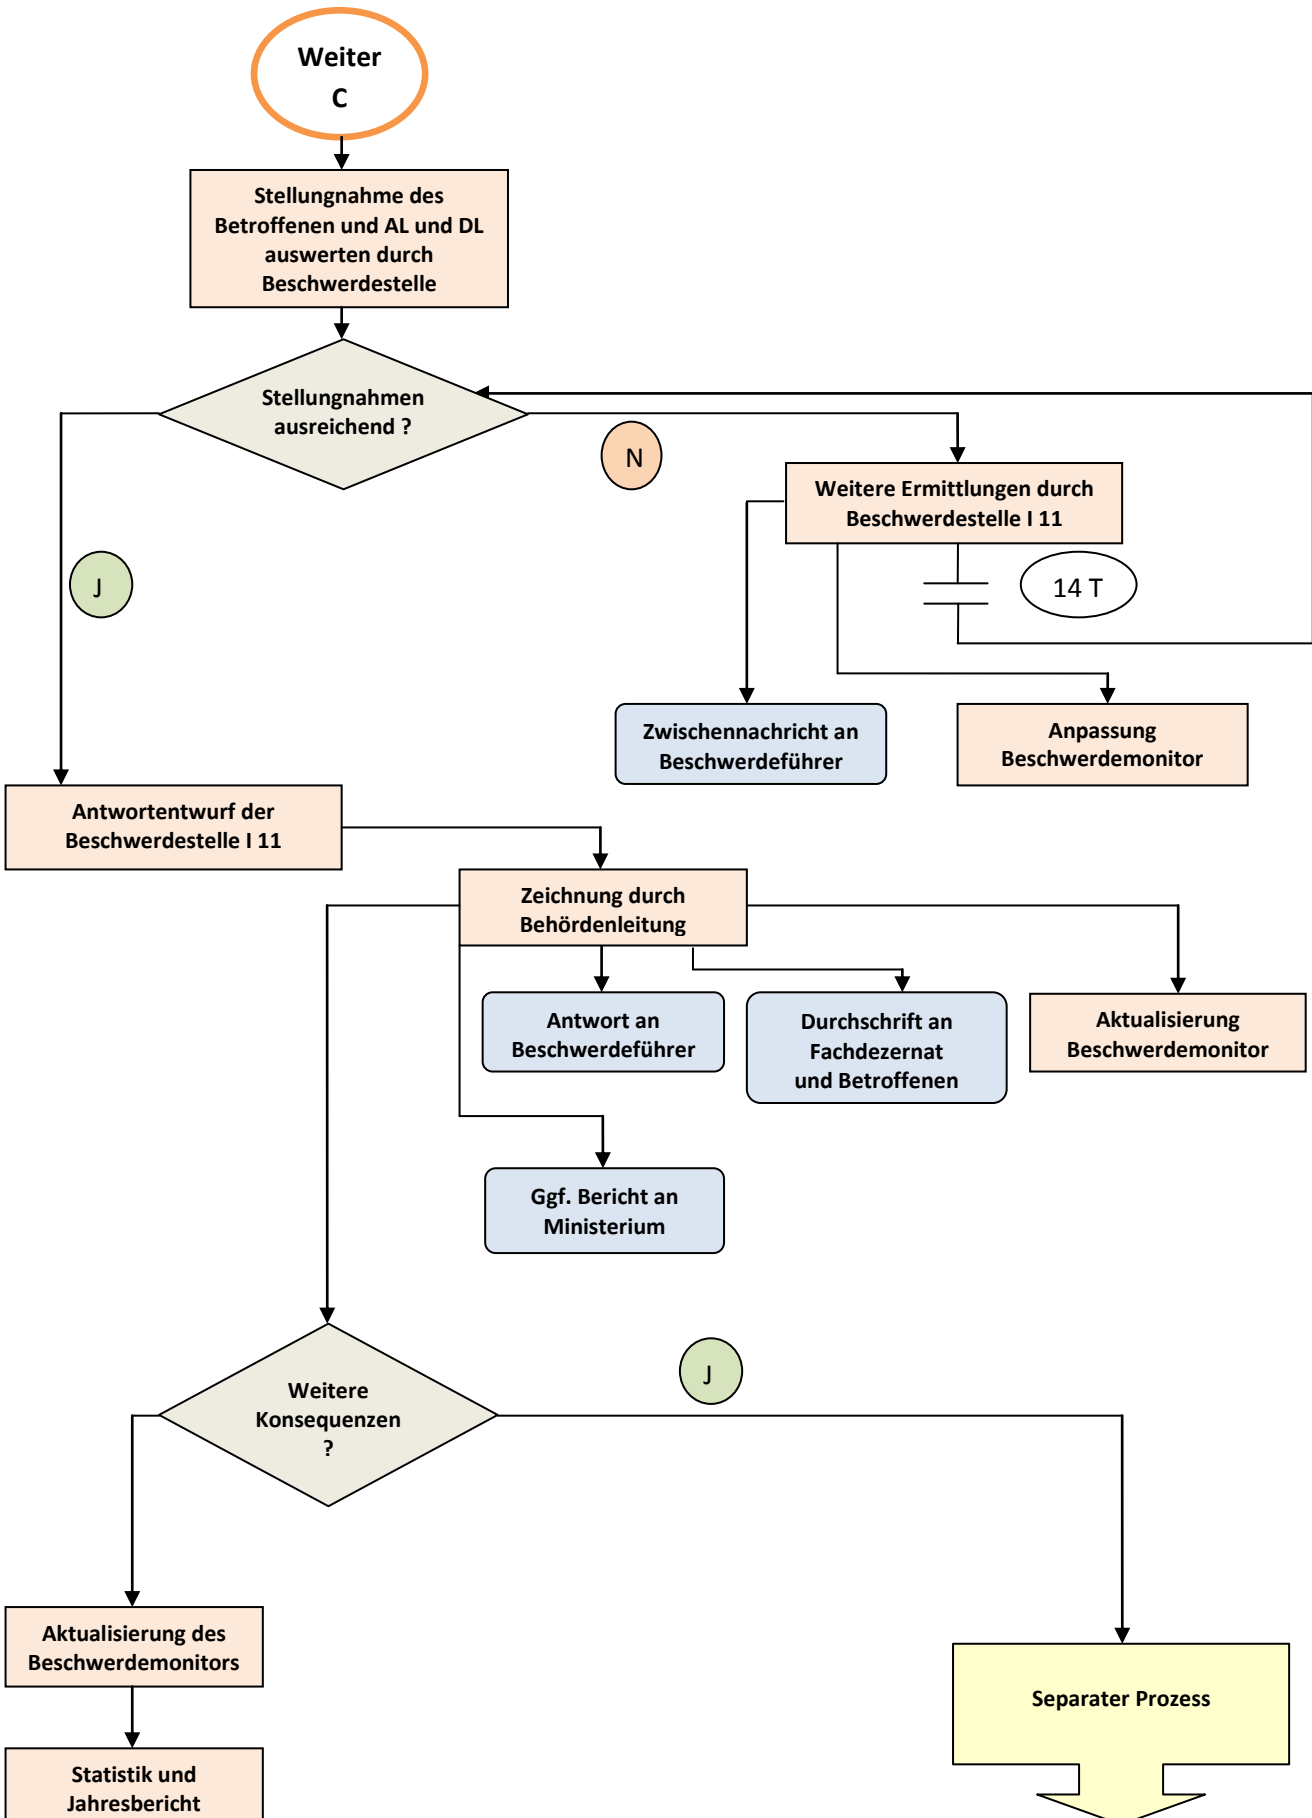 Weiter
C
Stellungnahme des
Betroffenen und AL und DL
auswerten durch
Beschwerdestelle
Stellungnahmen
ausreichend ?
N
Weitere Ermittlungen durch
Beschwerdestelle I 11
J
14 T
Zwischennachricht an
Beschwerdeführer
Anpassung
Beschwerdemonitor
Antwortentwurf der
Beschwerdestelle I 11
Zeichnung durch
Behördenleitung
Antwort an
Beschwerdeführer
Durchschrift an
Fachdezernat
und Betroffenen
Aktualisierung
Beschwerdemonitor
Ggf. Bericht an
Ministerium
J
Weitere
Konsequenzen
?
Aktualisierung des
Beschwerdemonitors
Separater Prozess
Statistik und
Jahresbericht